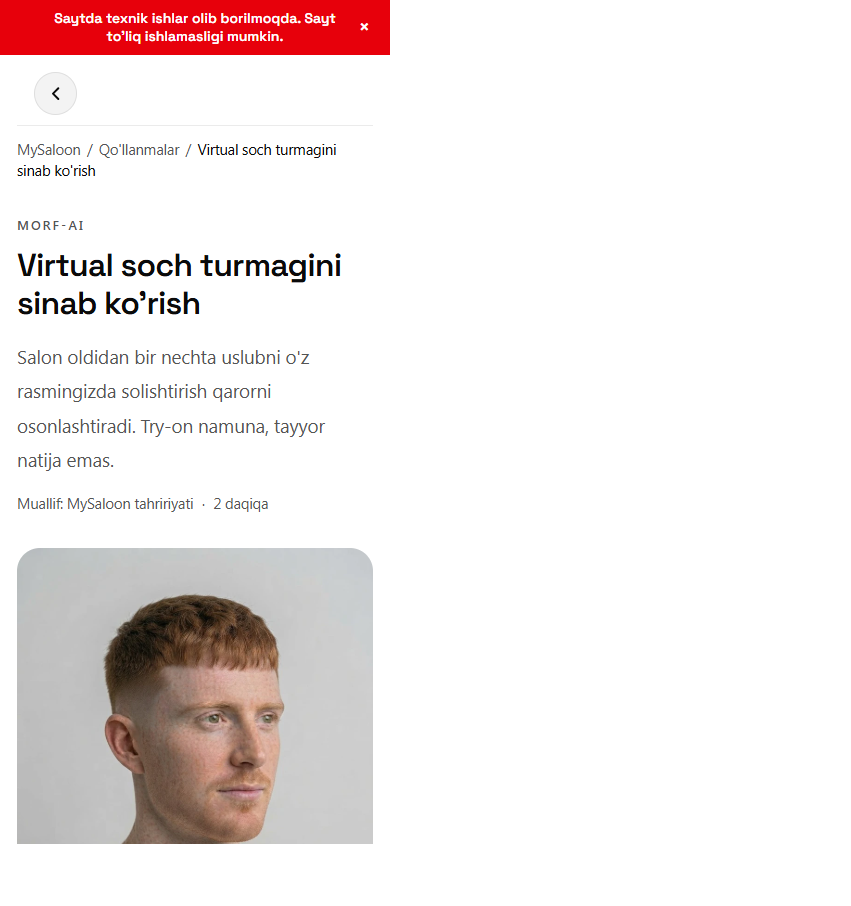 Saytda texnik ishlar olib borilmoqda. Sayt
to'liq ishlamasligi mumkin.
×
MySaloon / Qo'llanmalar / Virtual soch turmagini
sinab ko'rish
MORF-AI
Virtual soch turmagini
sinab ko'rish
Salon oldidan bir nechta uslubni o'z
rasmingizda solishtirish qarorni
osonlashtiradi. Try-on namuna, tayyor
natija emas.
Muallif: MySaloon tahririyati · 2 daqiqa